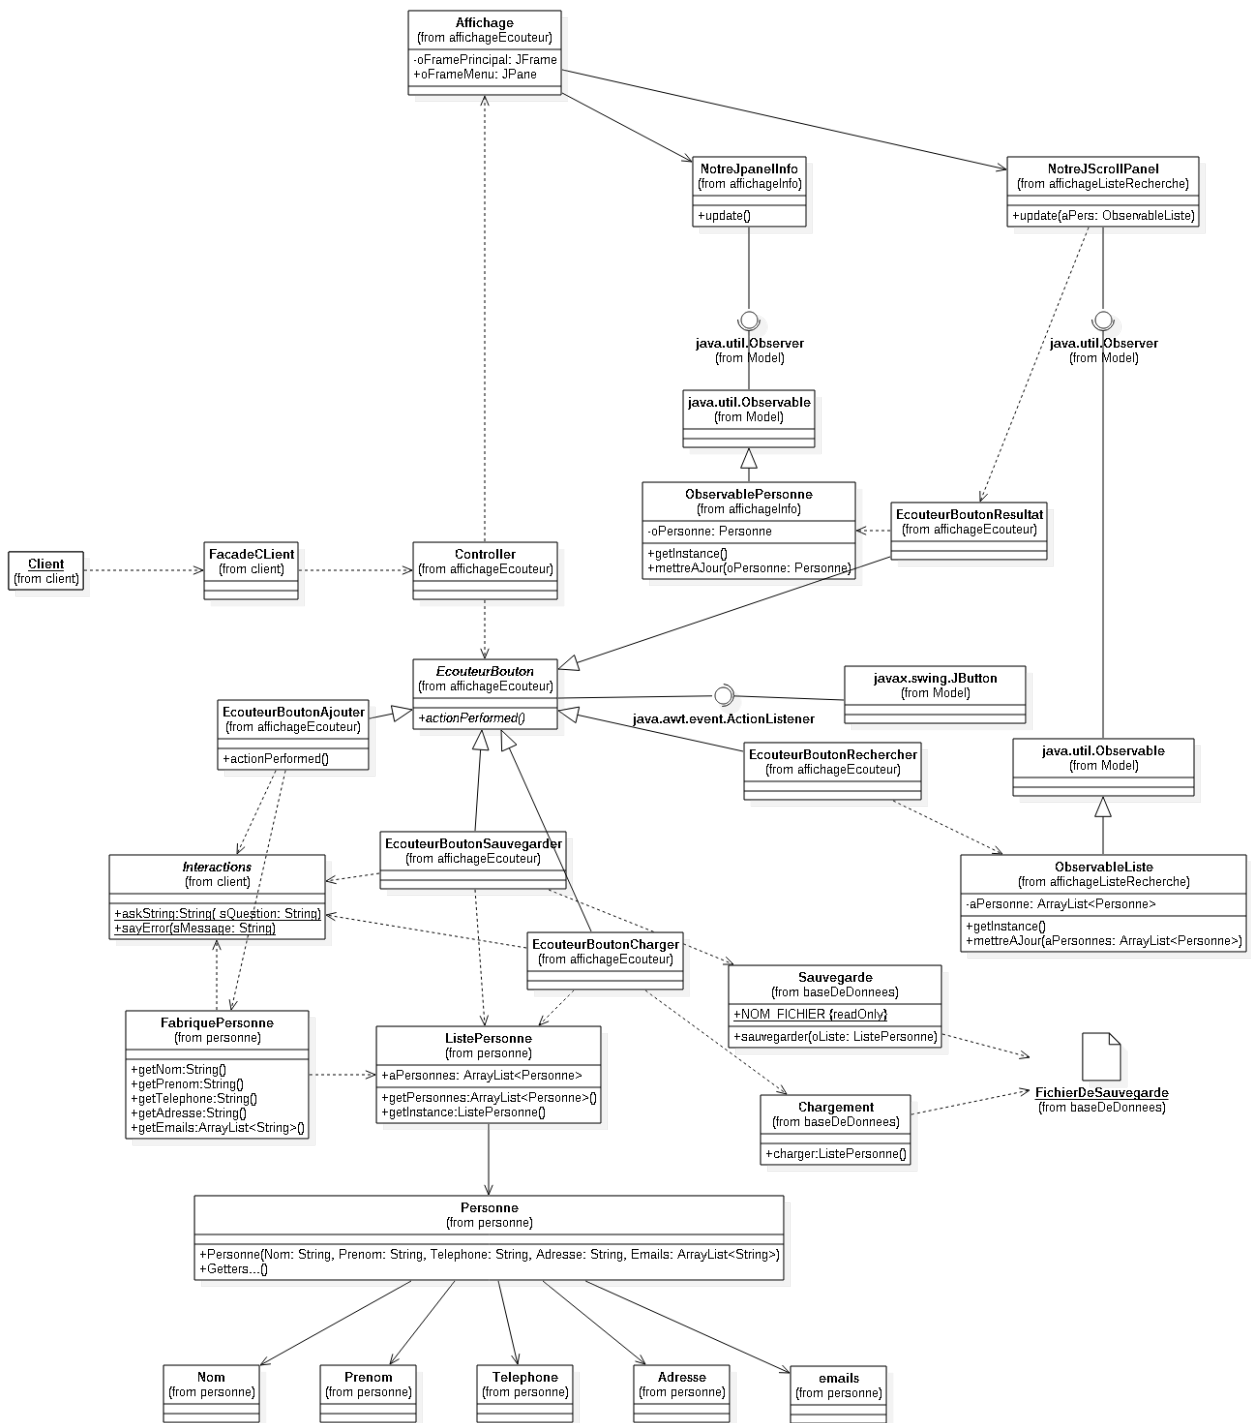 Affichage
(from affichageEcouteur)
-oFramePrincipal: JFrame
+oFrameMenu: JPane
NotreJpanelInfo
(from affichageInfo)
+update()
NotreJScrollPanel
(from affichageListeRecherche)
+update(aPers: ObservableListe)
java.util.Observer
(from Model)
java.util.Observer
(from Model)
java.util.Observable
(from Model)
ObservablePersonne
(from affichageInfo)
-oPersonne: Personne
+getInstance()
+mettreAJour(oPersonne: Personne)
EcouteurBoutonResultat
(from affichageEcouteur)
Client
(from client)
FacadeCLient
(from client)
Controller
(from affichageEcouteur)
EcouteurBouton
(from affichageEcouteur)
+actionPerformed()
javax.swing.JButton
(from Model)
java.awt.event.ActionListener
EcouteurBoutonAjouter
(from affichageEcouteur)
+actionPerformed()
EcouteurBoutonRechercher
(from affichageEcouteur)
java.util.Observable
(from Model)
EcouteurBoutonSauvegarder
(from affichageEcouteur)
Interactions
(from client)
+askString:String( sQuestion: String)
+sayError(sMessage: String)
ObservableListe
(from affichageListeRecherche)
-aPersonne: ArrayList<Personne>
+getInstance()
+mettreAJour(aPersonnes: ArrayList<Personne>)
EcouteurBoutonCharger
(from affichageEcouteur)
Sauvegarde
(from baseDeDonnees)
+NOM_FICHIER {readOnly}
+sauvegarder(oListe: ListePersonne)
FabriquePersonne
(from personne)
+getNom:String()
+getPrenom:String()
+getTelephone:String()
+getAdresse:String()
+getEmails:ArrayList<String>()
ListePersonne
(from personne)
+aPersonnes: ArrayList<Personne>
+getPersonnes:ArrayList<Personne>()
+getInstance:ListePersonne()
FichierDeSauvegarde
(from baseDeDonnees)
Chargement
(from baseDeDonnees)
+charger:ListePersonne()
Personne
(from personne)
+Personne(Nom: String, Prenom: String, Telephone: String, Adresse: String, Emails: ArrayList<String>)
+Getters...()
Nom
(from personne)
Prenom
(from personne)
Telephone
(from personne)
Adresse
(from personne)
emails
(from personne)